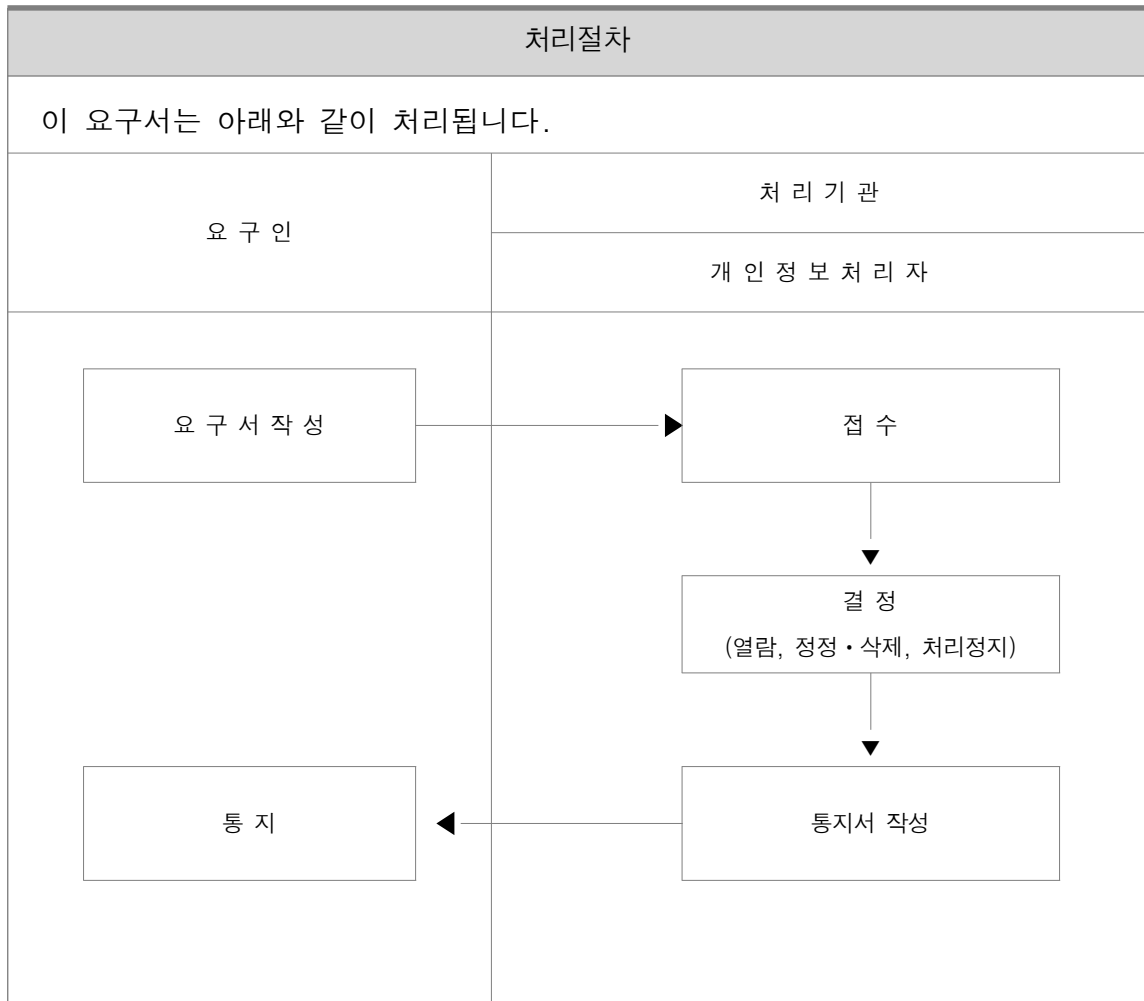 처리절차
이 요구서는 아래와 같이 처리됩니다.
요 구 인
처 리 기 관
개 인 정 보 처 리 자
요 구 서 작 성
접 수
결 정
(열람, 정정・삭제, 처리정지)
통 지
통지서 작성